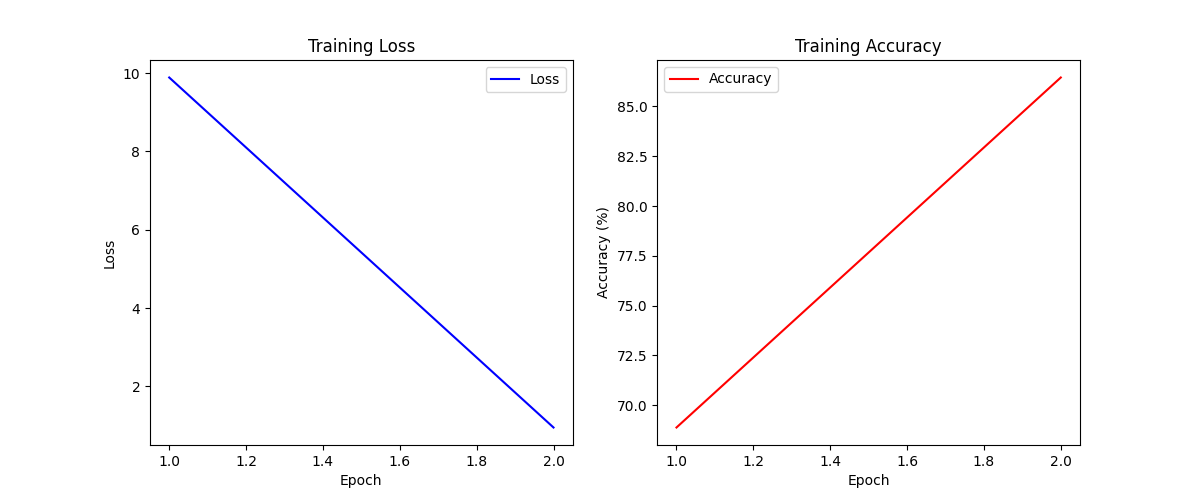 Training Loss
Loss
10
8
6
4
2
Loss
1.0 1.2 1.4 1.6 1.8 2.0
Epoch
Training Accuracy
Accuracy
85.0
82.5
80.0
77.5
75.0
72.5
70.0
Accuracy (%)
1.0 1.2 1.4 1.6 1.8 2.0
Epoch